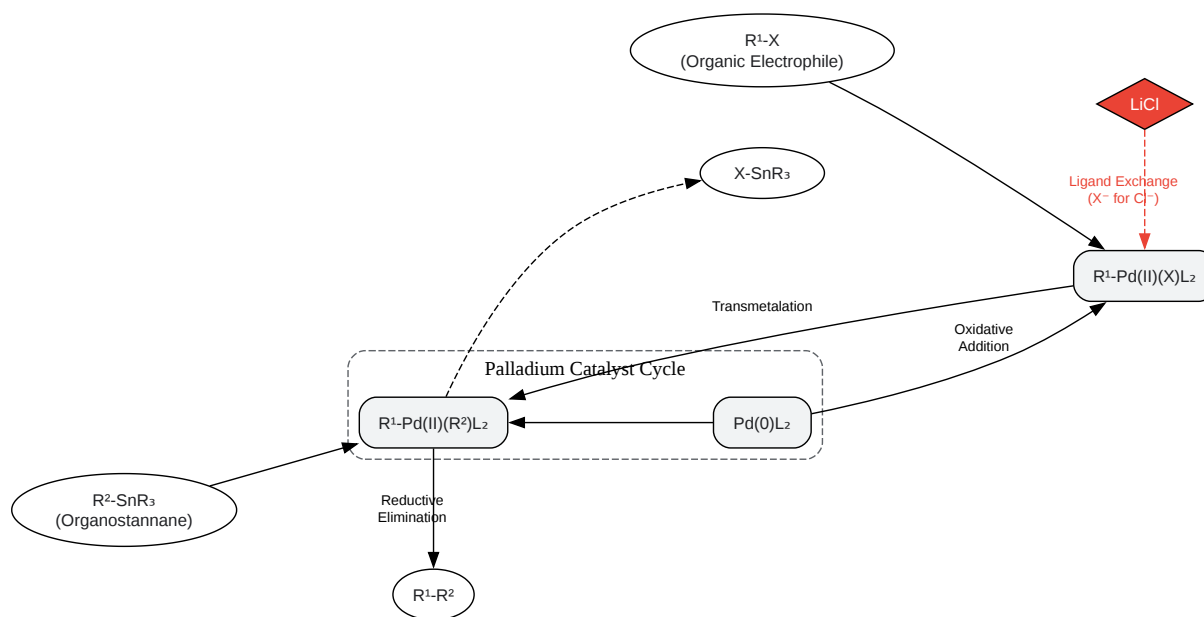 R¹-X
(Organic Electrophile)
LiCl
X-SnR₃
Ligand Exchange
(X⁻ for Cl⁻)
R¹-Pd(II)(X)L₂
Transmetalation
Oxidative
Addition
Palladium Catalyst Cycle
R¹-Pd(II)(R²)L₂
Pd(0)L₂
R²-SnR₃
(Organostannane)
Reductive
Elimination
R¹-R²